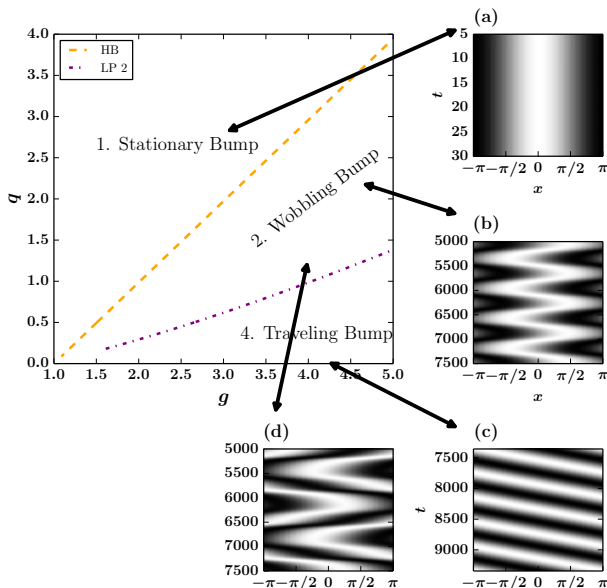 (a)
4.0
HB
LP 2
3.5
3.0
2.5
2.0
1.5
1.0
0.5
0.0
q
1. Stationary Bump
2. Wobbling Bump
4. Traveling Bump
1.0 1.5 2.0 2.5 3.0 3.5 4.0 4.5 5.0
g
5
10
15
20
25
30
t
−π −π/2 0 π/2 π
x
(b)
5000
5500
6000
6500
7000
7500
−π −π/2 0 π/2 π
x
(d)
5000
5500
6000
6500
7000
7500
−π −π/2 0 π/2 π
(c)
7500
8000
8500
9000
t
−π −π/2 0 π/2 π